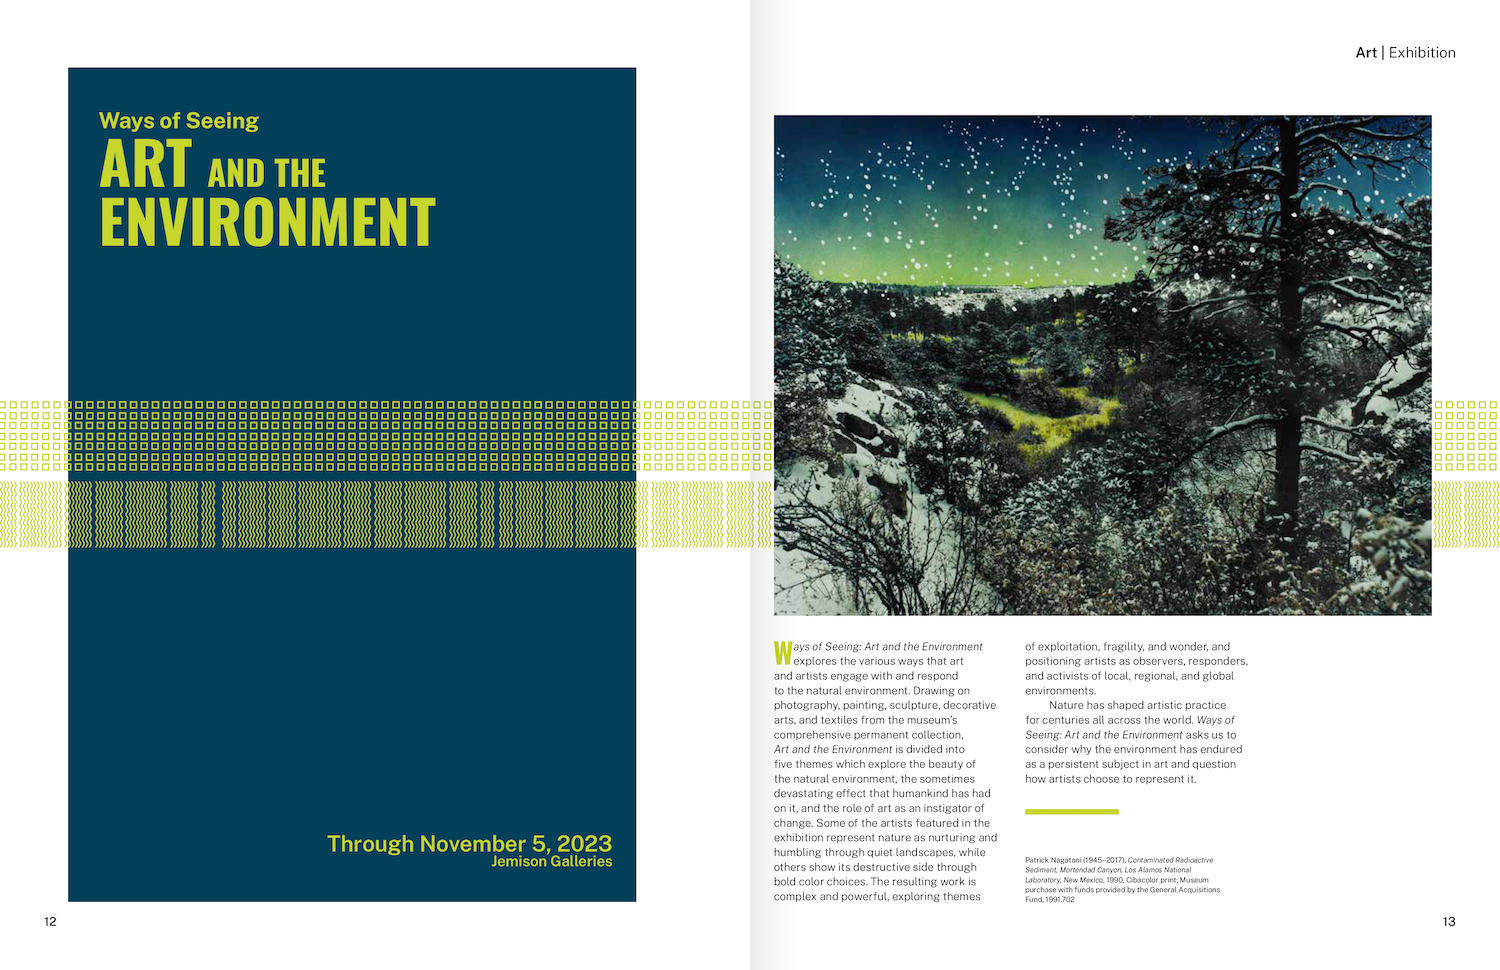 Ways of Seeing
ART AND THE
ENVIRONMENT
Through November 5, 2023
Jemison Galleries
12
Art | Exhibition
Ways of Seeing: Art and the Environment
explores the various ways that art
and artists engage with and respond
to the natural environment. Drawing on
photography, painting, sculpture, decorative
arts, and textiles from the museum’s
comprehensive permanent collection,
Art and the Environment is divided into
five themes which explore the beauty of
the natural environment, the sometimes
devastating effect that humankind has had
on it, and the role of art as an instigator of
change. Some of the artists featured in the
exhibition represent nature as nurturing and
humbling through quiet landscapes, while
others show its destructive side through
bold color choices. The resulting work is
complex and powerful, exploring themes
of exploitation, fragility, and wonder, and
positioning artists as observers, responders,
and activists of local, regional, and global
environments.
Nature has shaped artistic practice
for centuries all across the world. Ways of
Seeing: Art and the Environment asks us to
consider why the environment has endured
as a persistent subject in art and question
how artists choose to represent it.
Patrick Nagatani (1945–2017), Contaminated Radioactive
Sediment, Mortendad Canyon, Los Alamos National
Laboratory, New Mexico, 1990, Cibacolor print; Museum
purchase with funds provided by the General Acquisitions
Fund, 1991.702
13